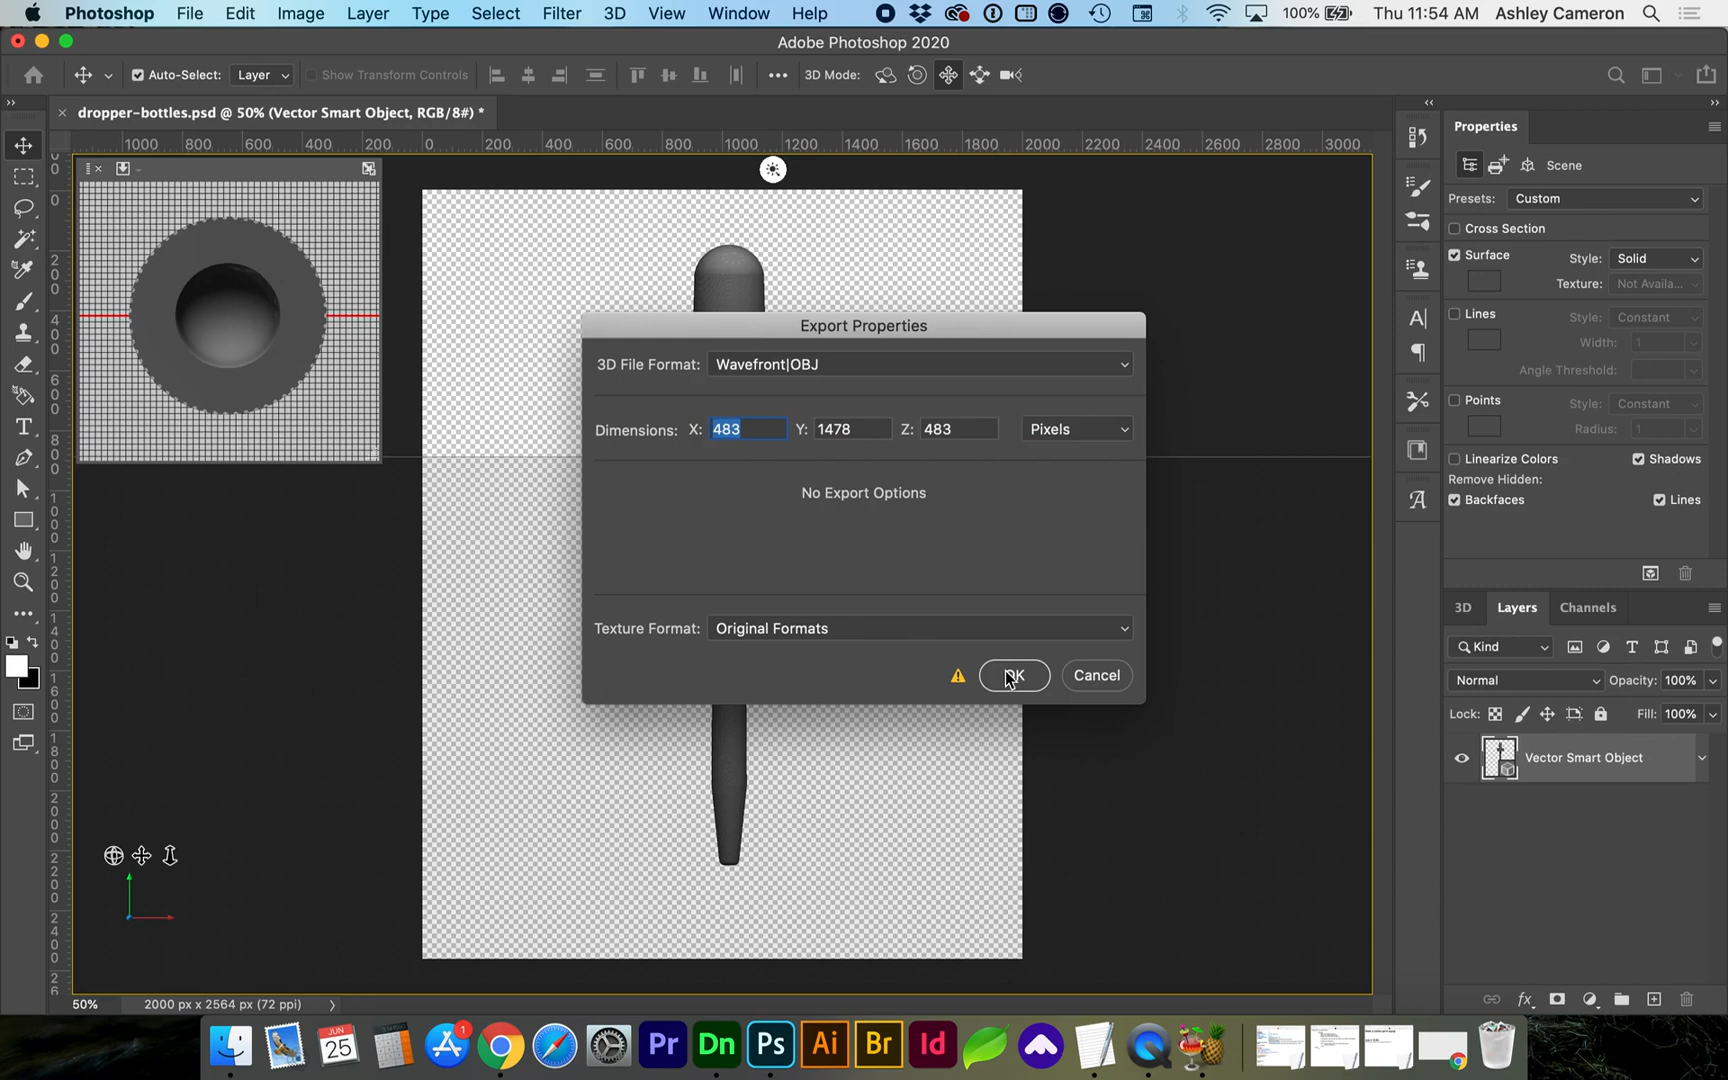 Photoshop File Edit Image Layer Type Select Filter 3D View Window Help 100% Thu 11:54 AM Ashley Cameron
Adobe Photoshop 2020
Auto-Select: Layer Show Transform Controls 3D Mode:
dropper-bottles.psd @ 50% (Vector Smart Object, RGB/8#) *
1000 800 600 400 200 0 200 400 600 800 1000 1200 1400 1600 1800 2000 2200 2400 2600 2800 3000
Properties
Scene
Presets: Custom
Cross Section
Surface Style: Solid
Texture: Not Availa...
Lines Style: Constant
Width: 1
Angle Threshold:
Points Style: Constant
Radius: 1
Linearize Colors Shadows
Remove Hidden:
Backfaces Lines
Export Properties
3D File Format: Wavefront|OBJ
Dimensions: X: 483 Y: 1478 Z: 483 Pixels
No Export Options
Texture Format: Original Formats
OK Cancel
3D Layers Channels
Kind
Normal Opacity: 100%
Lock: Fill: 100%
Vector Smart Object
50% 2000 px x 2564 px (72 ppi)
JUN
25
1
Pr Dn Ps Ai Br Id